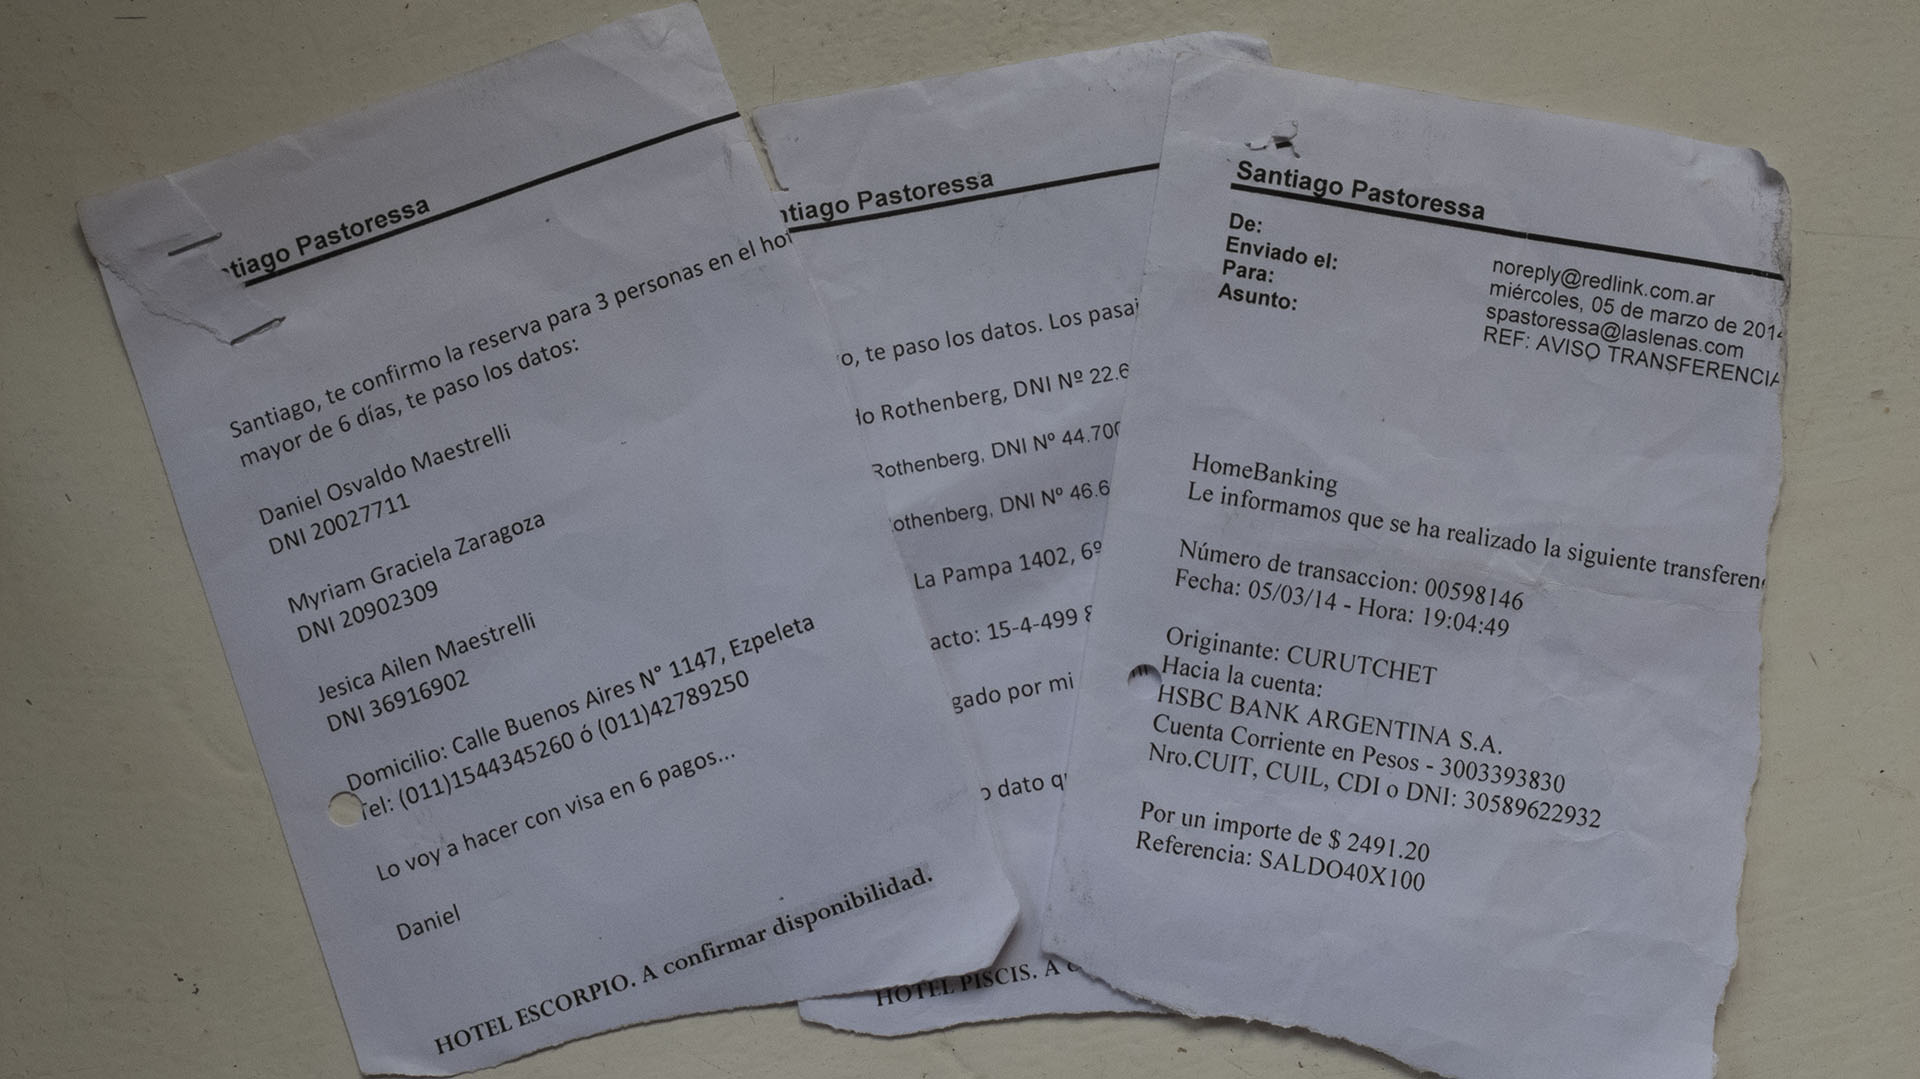 tiago Pastoressa
Santiago, te confirmo la reserva para 3 personas en el hot
mayor de 6 días, te paso los datos:
Daniel Osvaldo Maestrelli
DNI 20027711
Myriam Graciela Zaragoza
DNI 20902309
Jesica Ailen Maestrelli
DNI 36916902
Domicilio: Calle Buenos Aires N° 1147, Ezpeleta
Tel: (011)1544345260 ó (011)42789250
Lo voy a hacer con visa en 6 pagos...
Daniel
HOTEL ESCORPIO. A confirmar disponibilidad.
ntiago Pastoressa
o, te paso los datos. Los pasaj
do Rothenberg, DNI Nº 22.6
Rothenberg, DNI Nº 44.700
othenberg, DNI Nº 46.6
La Pampa 1402, 6º
acto: 15-4-499 8
gado por mi
o dato qu
HOTEL PISCIS. A c
Santiago Pastoressa
De: noreply@redlink.com.ar
Enviado el: miércoles, 05 de marzo de 2014
Para: spastoressa@laslenas.com
Asunto: REF: AVISO TRANSFERENCIA
HomeBanking
Le informamos que se ha realizado la siguiente transferen
Número de transaccion: 00598146
Fecha: 05/03/14 - Hora: 19:04:49
Originante: CURUTCHET
Hacia la cuenta:
HSBC BANK ARGENTINA S.A.
Cuenta Corriente en Pesos - 3003393830
Nro.CUIT, CUIL, CDI o DNI: 30589622932
Por un importe de $ 2491.20
Referencia: SALDO40X100